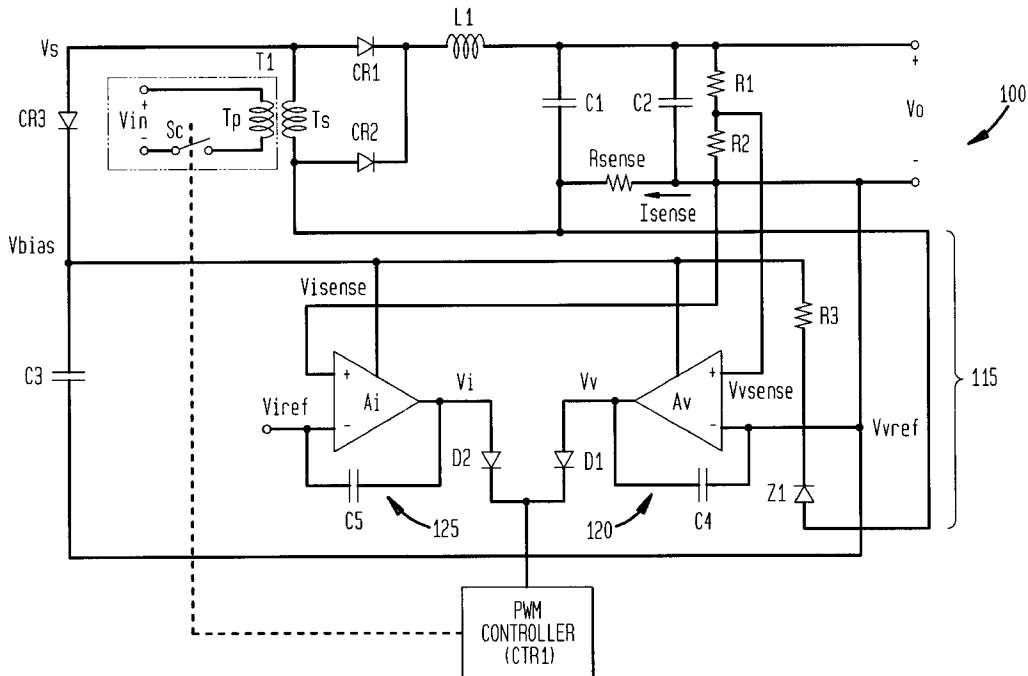 L1
Vs
T1
CR1
+
C1
C2
R1
Vo
100
CR3
+
Vin
-
Sc
Tp
Ts
CR2
R2
Rsense
-
Isense
Vbias
Visense
R3
C3
+
Ai
-
Vi
Vv
+
Av
-
Vvsense
115
Viref
Vvref
D2
D1
Z1
C5
125
120
C4
PWM
CONTROLLER
(CTR1)